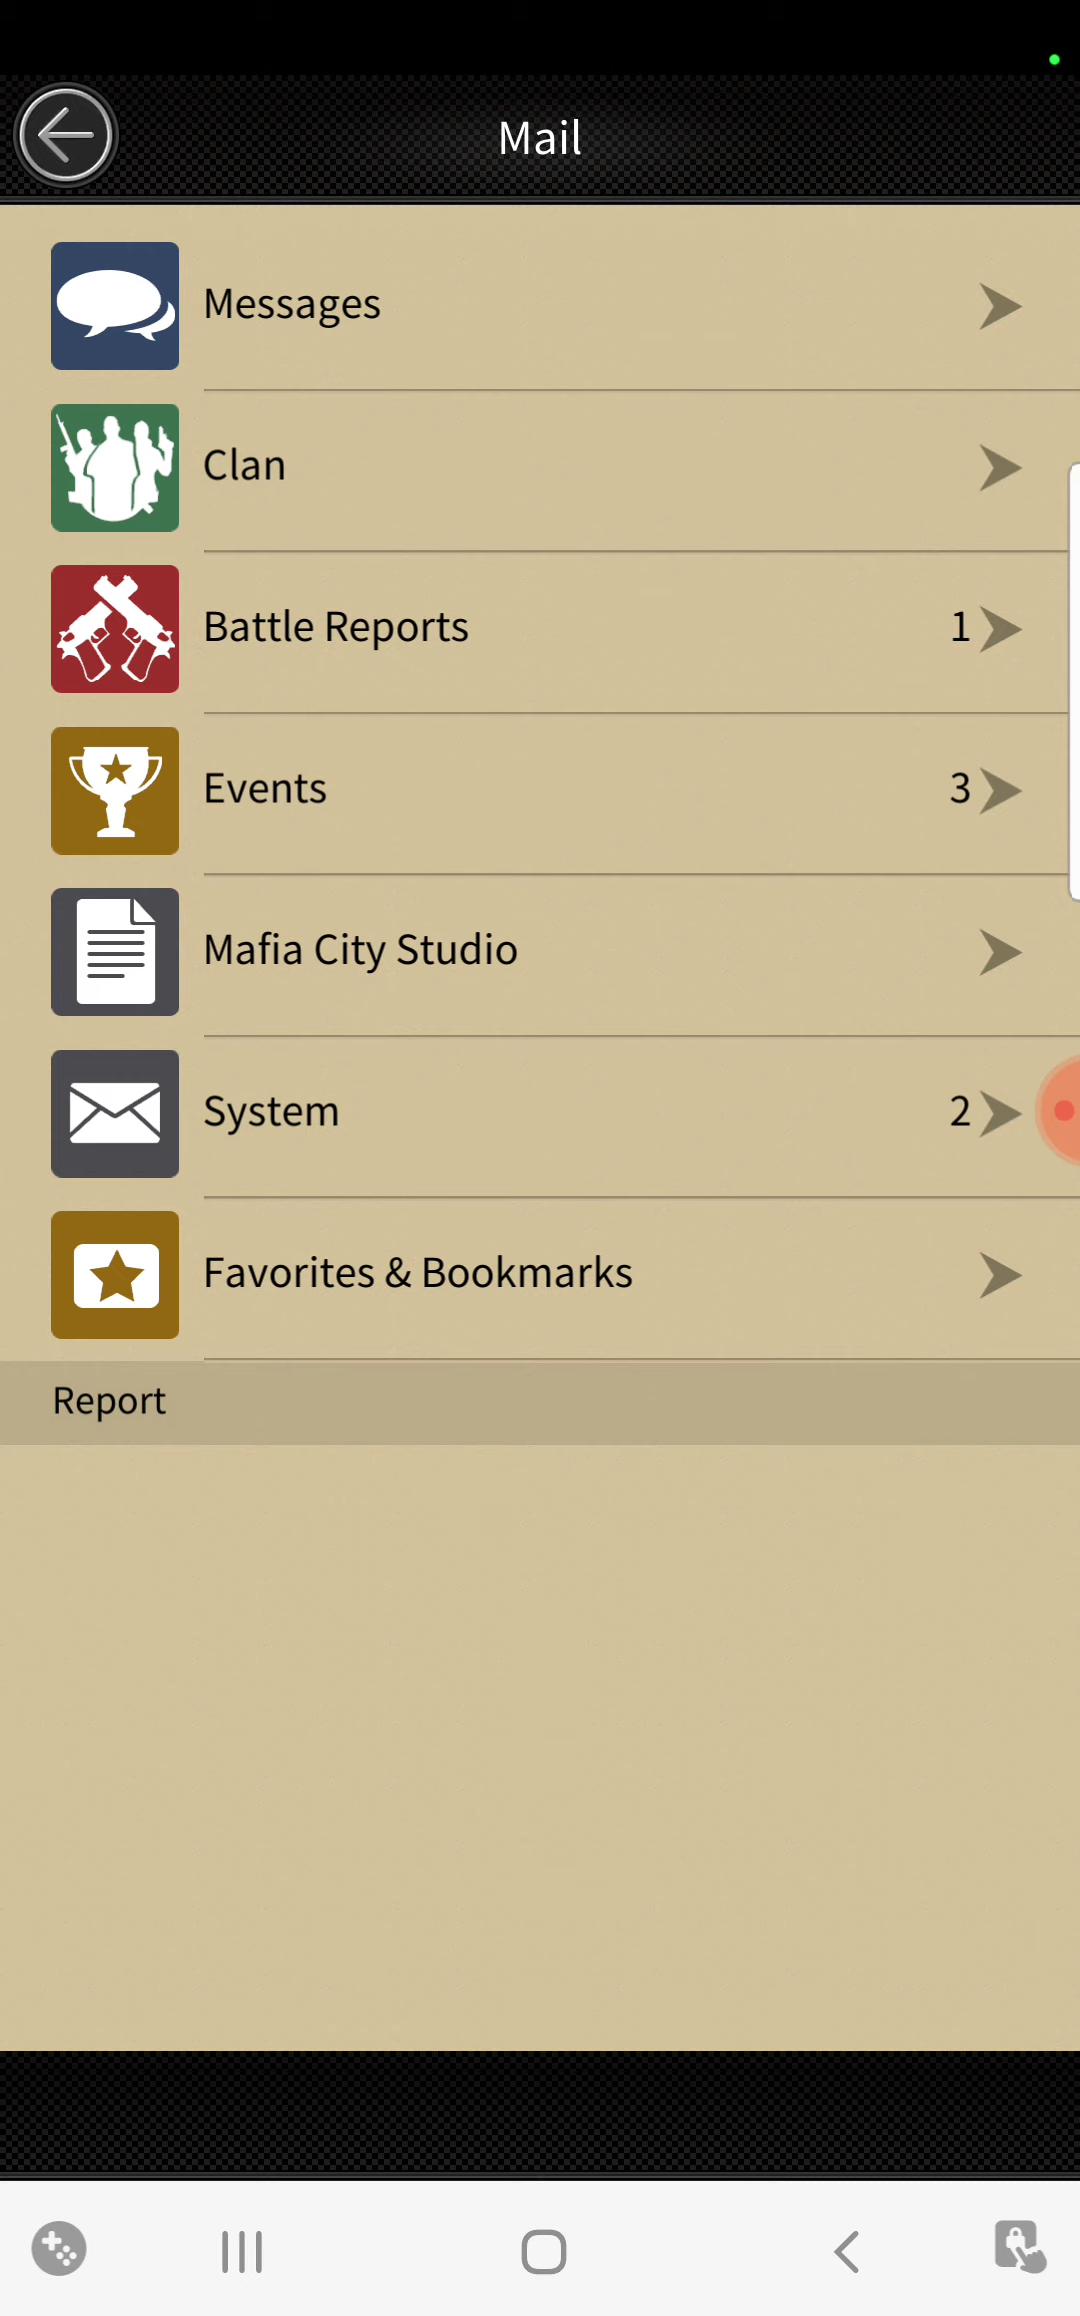 Mail
Messages
Clan
Battle Reports 1
Events 3
Mafia City Studio
System 2
Favorites & Bookmarks
Report